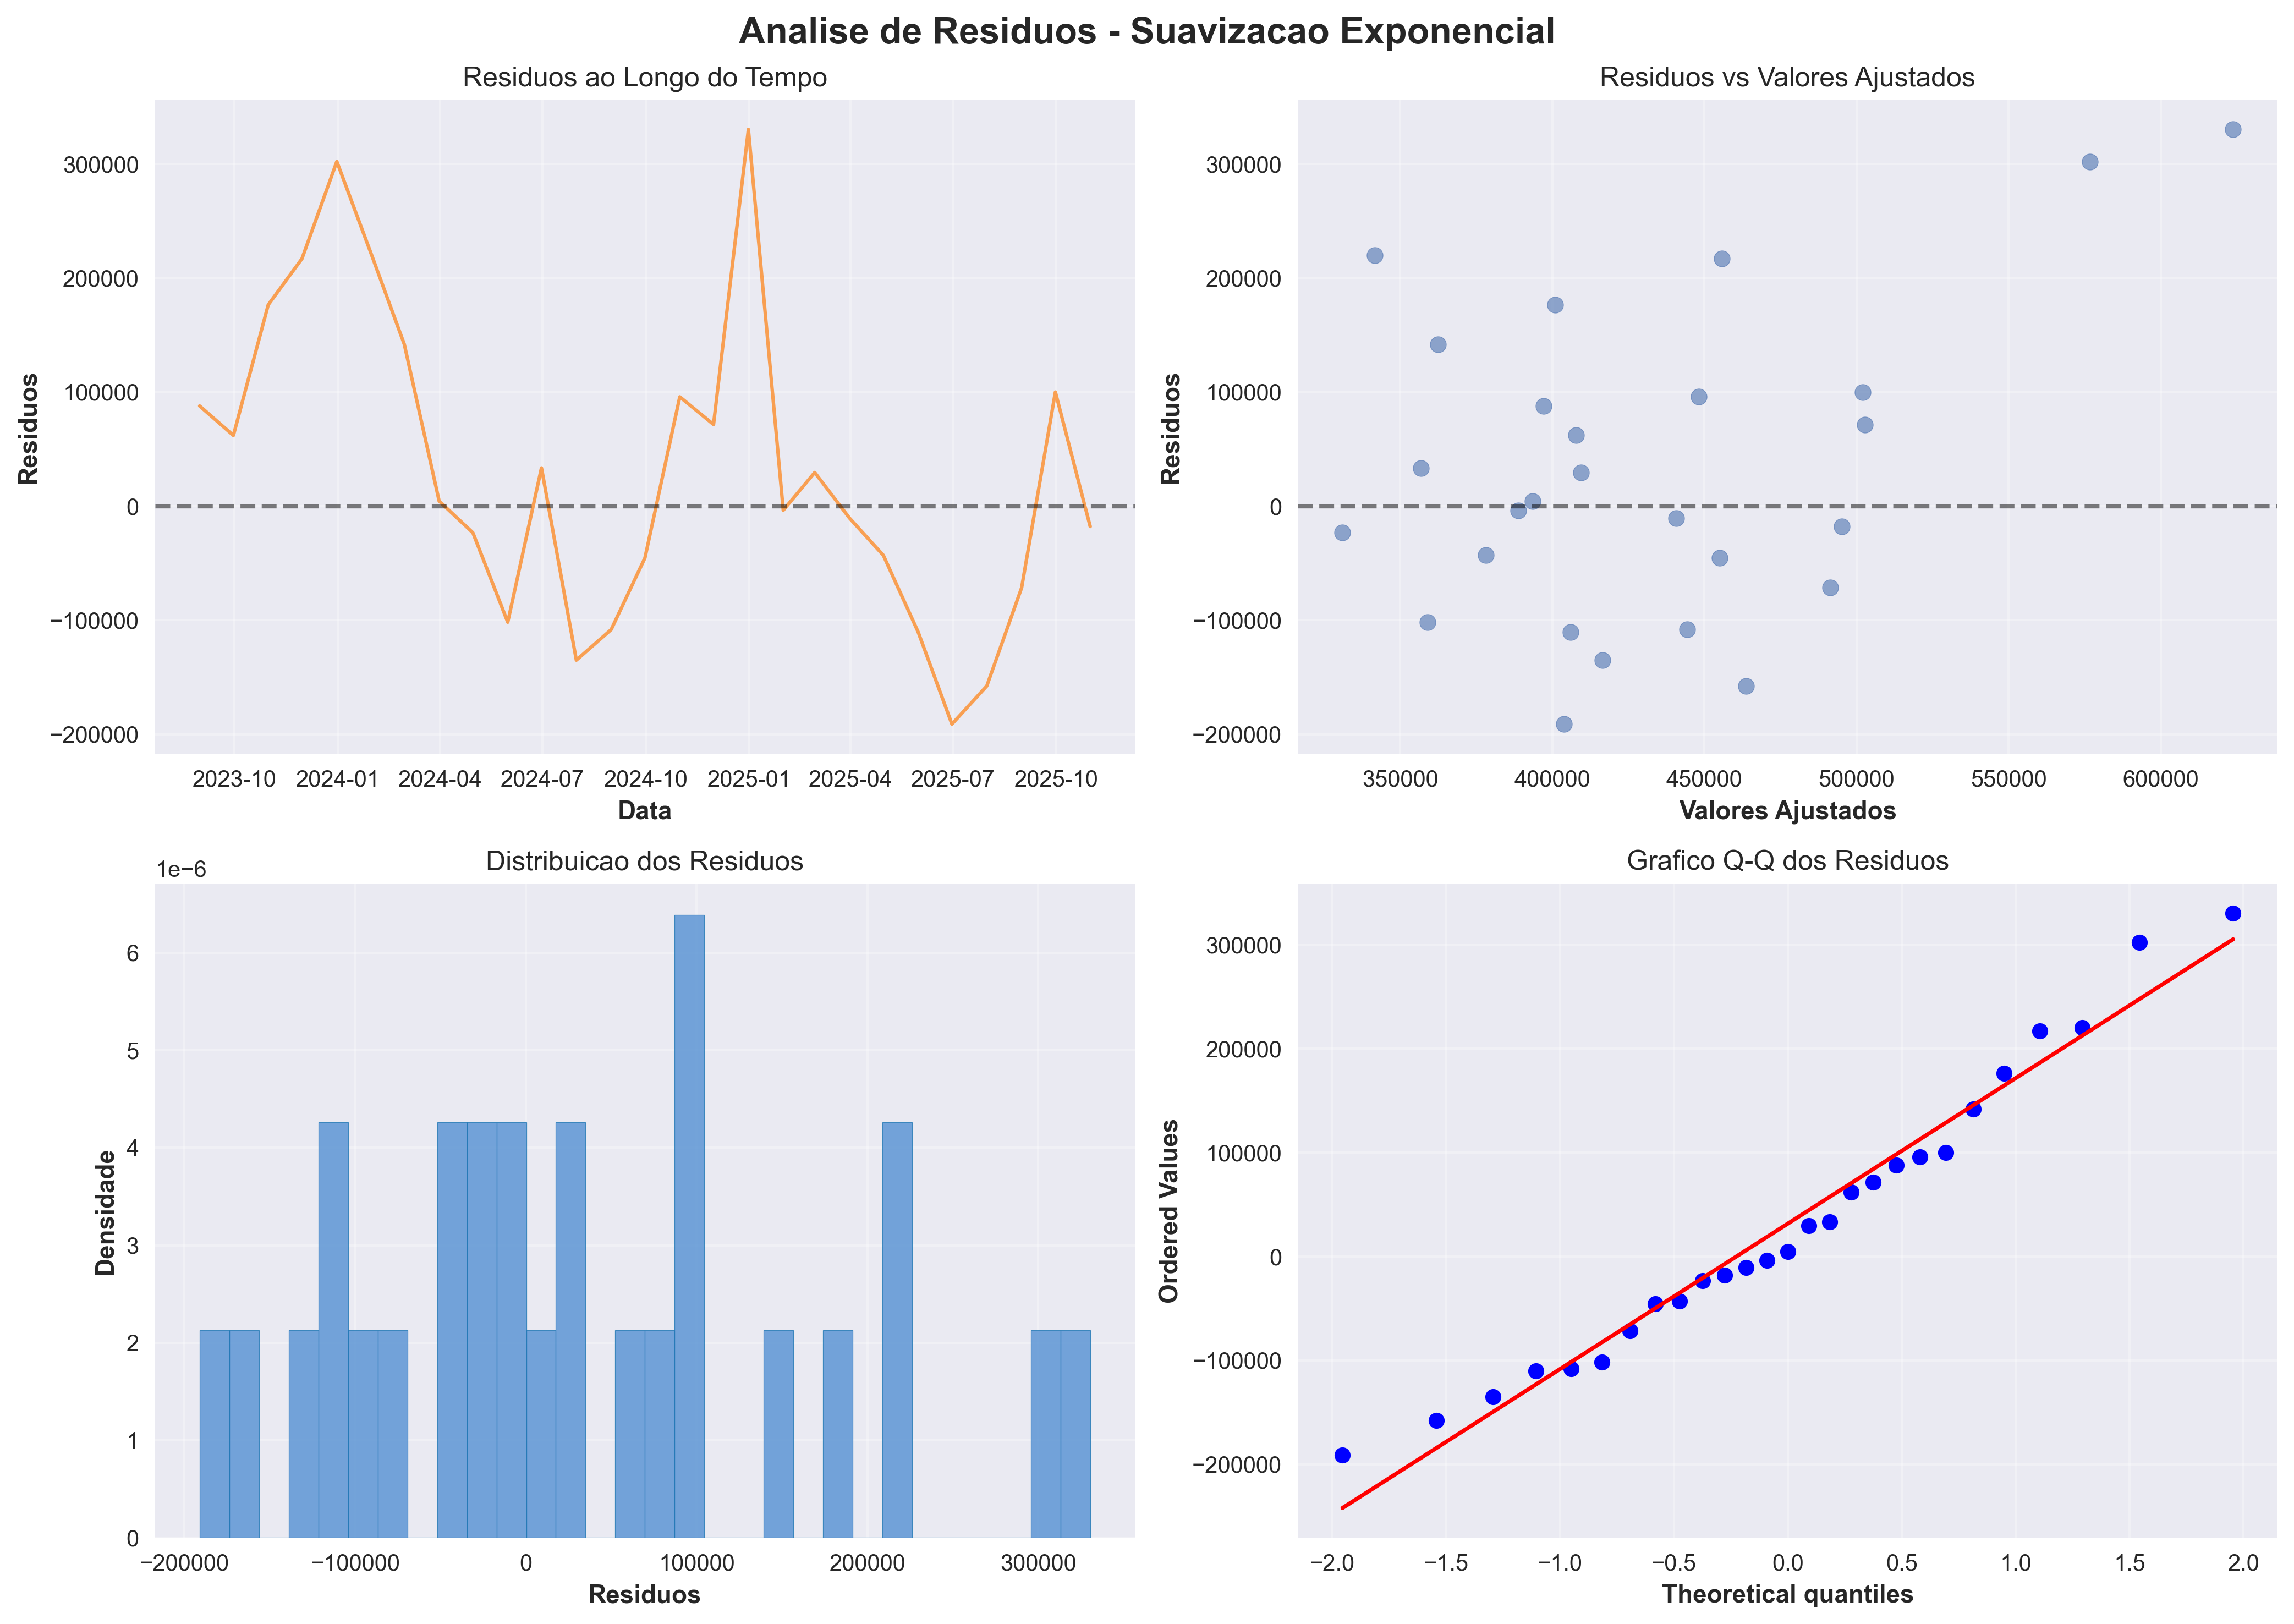 Analise de Residuos - Suavizacao Exponencial
Residuos ao Longo do Tempo
Residuos
300000
200000
100000
0
−100000
−200000
2023-10 2024-01 2024-04 2024-07 2024-10 2025-01 2025-04 2025-07 2025-10
Data
Residuos vs Valores Ajustados
Residuos
300000
200000
100000
0
−100000
−200000
350000 400000 450000 500000 550000 600000
Valores Ajustados
Distribuicao dos Residuos
1e−6
Densidade
6
5
4
3
2
1
0
−200000 −100000 0 100000 200000 300000
Residuos
Grafico Q-Q dos Residuos
Ordered Values
300000
200000
100000
0
−100000
−200000
−2.0 −1.5 −1.0 −0.5 0.0 0.5 1.0 1.5 2.0
Theoretical quantiles